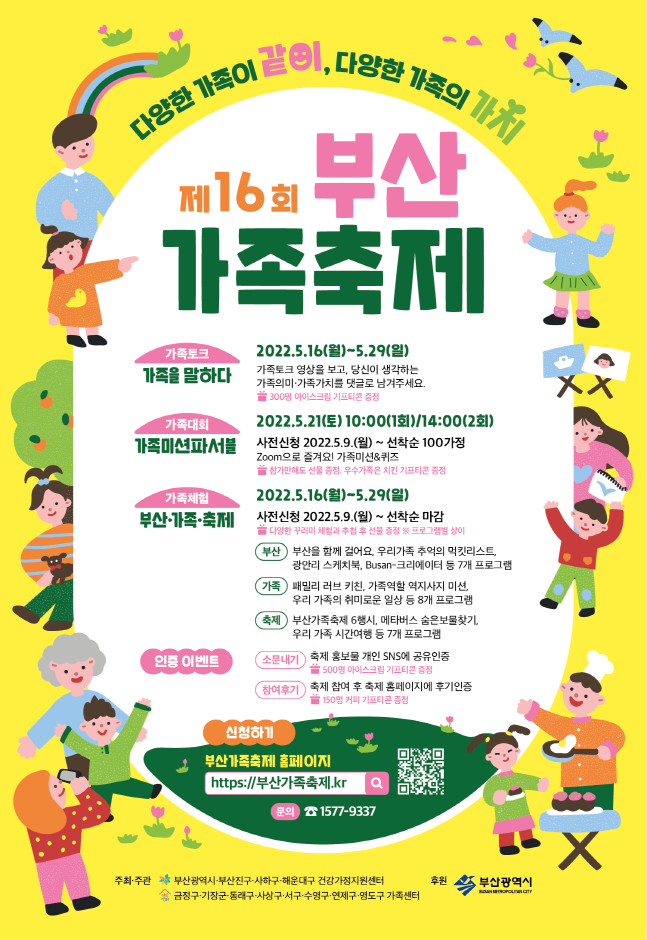 다양한 가족이 같이, 다양한 가족의 가치
제16회 부산
가족축제
가족토크
가족을 말하다
2022.5.16(월)~5.29(일)
가족토크 영상을 보고, 당신이 생각하는
가족의미·가족가치를 댓글로 남겨주세요.
300명 아이스크림 기프티콘 증정
가족대회
가족미션파서블
2022.5.21(토) 10:00(1회)/14:00(2회)
사전신청 2022.5.9.(월) ~ 선착순 100가정
Zoom으로 즐겨요! 가족미션&퀴즈
참가만해도 선물 증정, 우수가족은 치킨 기프티콘 증정
가족체험
부산·가족·축제
2022.5.16(월)~5.29(일)
사전신청 2022.5.9.(월) ~ 선착순 마감
다양한 꾸러미 체험과 추첨 후 선물 증정 ※ 프로그램별 상이
부산 부산을 함께 걸어요, 우리가족 추억의 먹킷리스트,
광안리 스케치북, Busan-크리에이터 등 7개 프로그램
가족 패밀리 러브 키친, 가족역할 역지사지 미션,
우리 가족의 취미로운 일상 등 8개 프로그램
축제 부산가족축제 6행시, 메타버스 숨은보물찾기,
우리 가족 시간여행 등 7개 프로그램
인증 이벤트
소문내기 축제 홍보물 개인 SNS에 공유인증
500명 아이스크림 기프티콘 증정
참여후기 축제 참여 후 축제 홈페이지에 후기인증
150명 커피 기프티콘 증정
신청하기
부산가족축제 홈페이지
https://부산가족축제.kr
문의 ☎ 1577-9337
주최·주관 부산광역시·부산진구·사하구·해운대구 건강가정지원센터
금정구·기장군·동래구·사상구·서구·수영구·연제구·영도구 가족센터
후원 부산광역시
BUSAN METROPOLITAN CITY